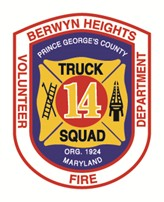 BERWYN HEIGHTS
VOLUNTEER
PRINCE GEORGE'S COUNTY
TRUCK
14
SQUAD
ORG. 1924
MARYLAND
DEPARTMENT
FIRE